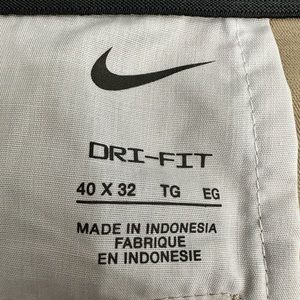 DRI-FIT
40 X 32 TG EG
MADE IN INDONESIA
FABRIQUE
EN INDONESIE